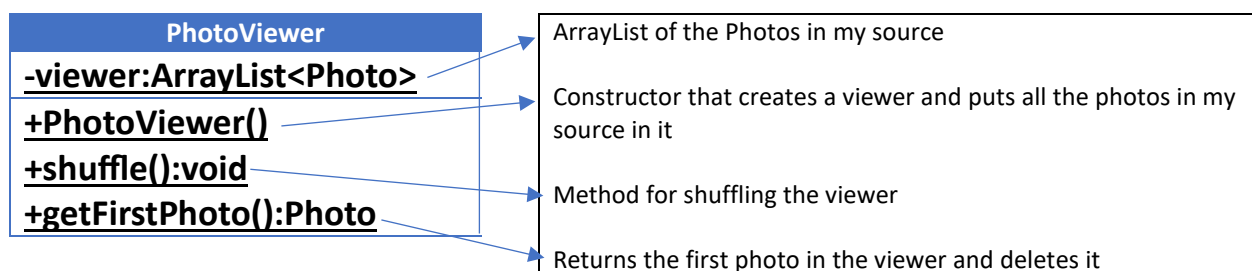 PhotoViewer
-viewer:ArrayList<Photo>
+PhotoViewer()
+shuffle():void
+getFirstPhoto():Photo
ArrayList of the Photos in my source
Constructor that creates a viewer and puts all the photos in my
source in it
Method for shuffling the viewer
Returns the first photo in the viewer and deletes it